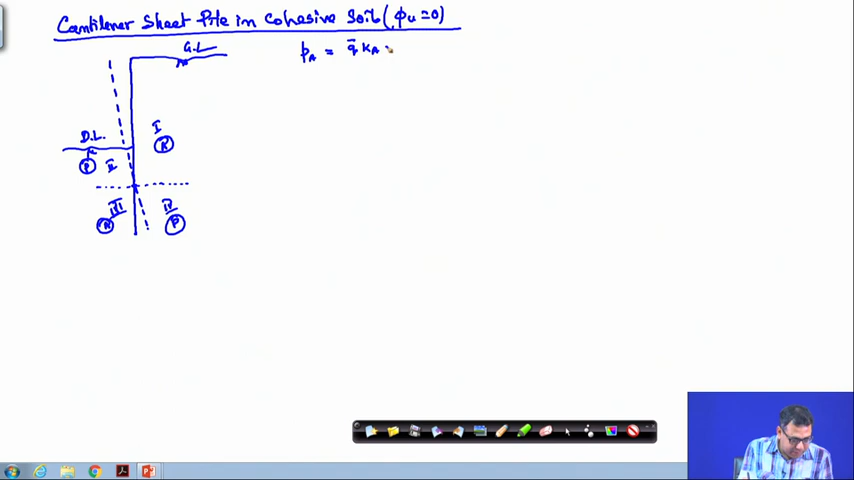 Cantilever Sheet Pile in Cohesive Soil (φu=0)
G.L
pA = q̄ KA
I
A
D.L.
P
II
III
IV
A
P